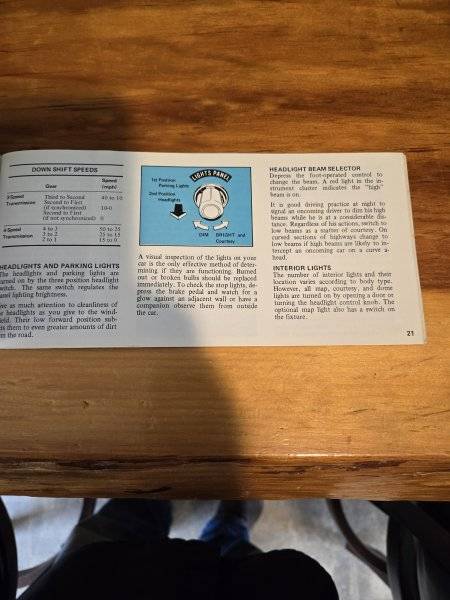 DOWN SHIFT SPEEDS
Gear
Speed
(mph)
3 Speed
Transmission
Third to Second
Second to First
(if synchronized)
Second to First
(if not synchronized)
40 to 10
10-0
0
4 Speed
Transmission
4 to 3
3 to 2
2 to 1
50 to 25
25 to 15
15 to 0
HEADLIGHTS AND PARKING LIGHTS
The headlights and parking lights are
turned on by the three position headlight
switch. The same switch regulates the
panel lighting brightness.
Give as much attention to cleanliness of
headlights as you give to the wind-
shield. Their low forward position sub-
jects them to even greater amounts of dirt
from the road.
LIGHTS PANEL
1st Position
Parking Lights
2nd Position
Headlights
DIM
BRIGHT and
Courtesy
A visual inspection of the lights on your
car is the only effective method of deter-
mining if they are functioning. Burned
out or broken bulbs should be replaced
immediately. To check the stop lights, de-
press the brake pedal and watch for a
glow against an adjacent wall or have a
companion observe them from outside
the car.
HEADLIGHT BEAM SELECTOR
Depress the foot-operated control to
change the beam. A red light in the in-
strument cluster indicates the "high"
beam is on.
It is good driving practice at night to
signal an oncoming driver to dim his high
beams while he is at a considerable dis-
tance. Regardless of his actions, switch to
low beams as a matter of courtesy. On
curved sections of highways change to
low beams if high beams are likely to in-
tercept an oncoming car on a curve a-
head.
INTERIOR LIGHTS
The number of interior lights and their
location varies according to body type.
However, all map, courtesy, and dome
lights are turned on by opening a door or
turning the headlight control knob. The
optional map light also has a switch on
the fixture.
21